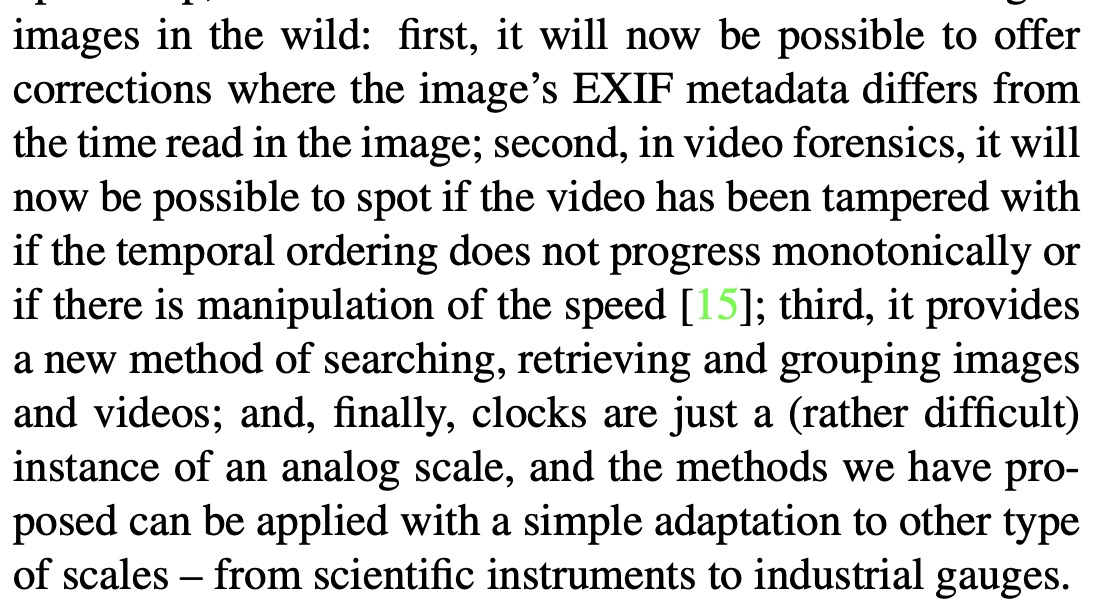 images in the wild: first, it will now be possible to offer
corrections where the image's EXIF metadata differs from
the time read in the image; second, in video forensics, it will
now be possible to spot if the video has been tampered with
if the temporal ordering does not progress monotonically or
if there is manipulation of the speed [15]; third, it provides
a new method of searching, retrieving and grouping images
and videos; and, finally, clocks are just a (rather difficult)
instance of an analog scale, and the methods we have pro-
posed can be applied with a simple adaptation to other type
of scales – from scientific instruments to industrial gauges.